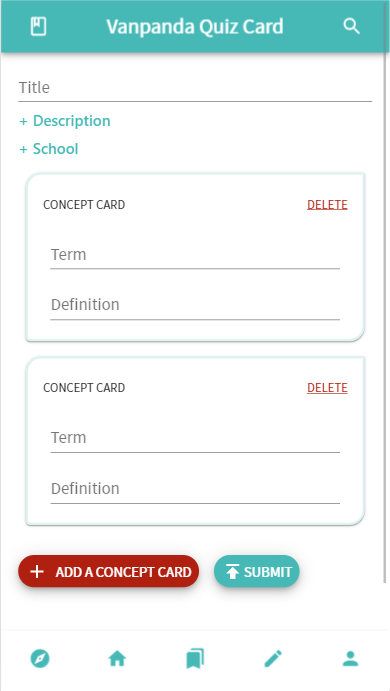 Vanpanda Quiz Card
Title
+ Description
+ School
CONCEPT CARD DELETE
Term
Definition
CONCEPT CARD DELETE
Term
Definition
+ ADD A CONCEPT CARD SUBMIT